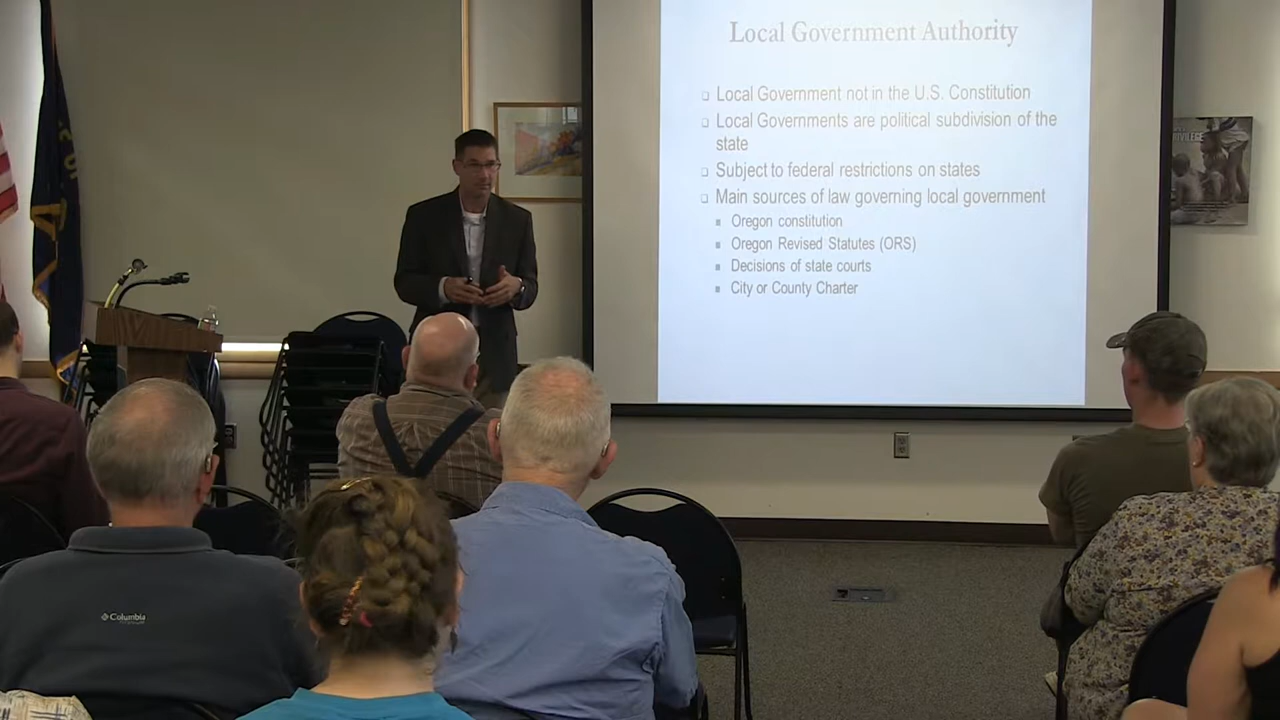 Local Government Authority
Local Government not in the U.S. Constitution
Local Governments are political subdivision of the
state
Subject to federal restrictions on states
Main sources of law governing local government
Oregon constitution
Oregon Revised Statutes (ORS)
Decisions of state courts
City or County Charter
Columbia